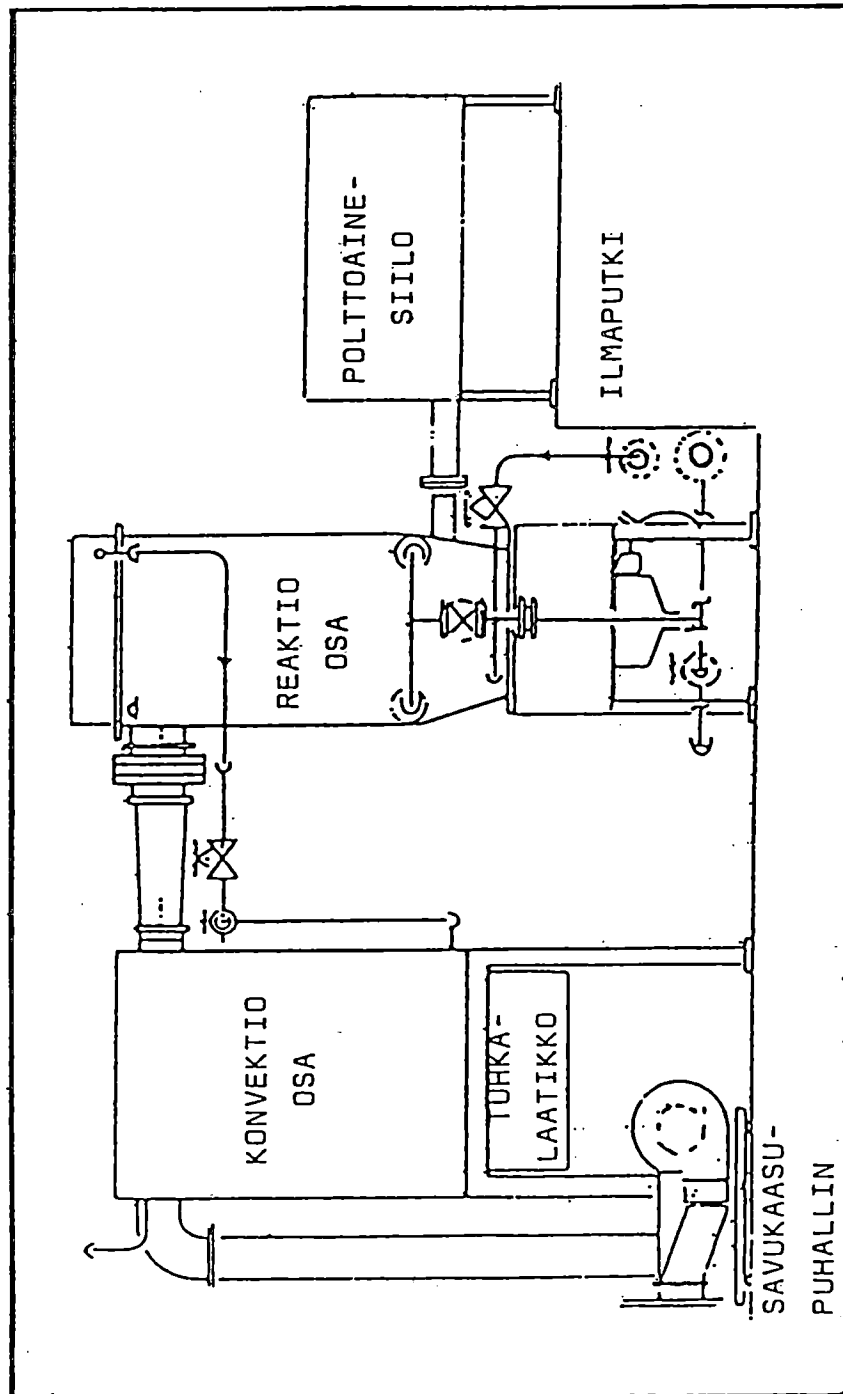 KONVEKTIO
OSA
REAKTIO
OSA
POLTTOAINE-
SIILO
TUHKA-
LAATIKKO
ILMAPUTKI
SAVUKAASU-
PUHALLIN